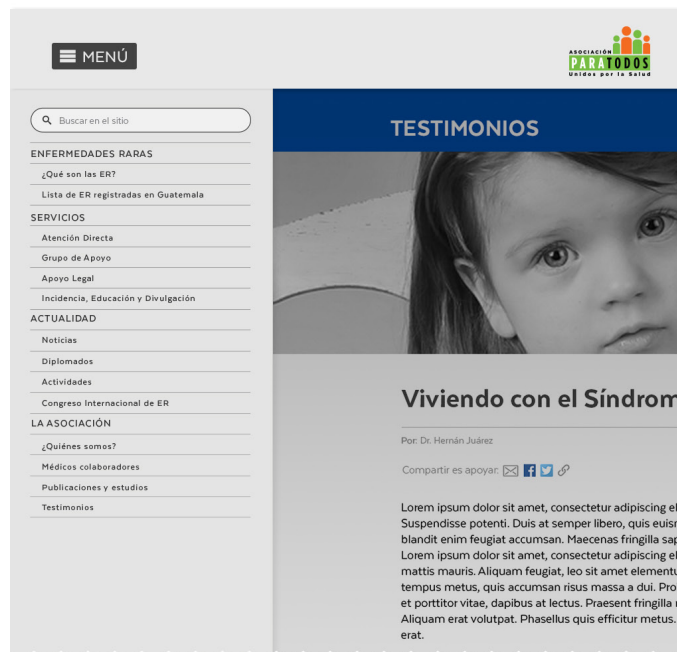 MENÚ
ASOCIACIÓN
PARATODOS
Unidos por la Salud
Buscar en el sitio
ENFERMEDADES RARAS
¿Qué son las ER?
Lista de ER registradas en Guatemala
SERVICIOS
Atención Directa
Grupo de Apoyo
Apoyo Legal
Incidencia, Educación y Divulgación
ACTUALIDAD
Noticias
Diplomados
Actividades
Congreso Internacional de ER
LA ASOCIACIÓN
¿Quiénes somos?
Médicos colaboradores
Publicaciones y estudios
Testimonios
TESTIMONIOS
Viviendo con el Síndrom
Por: Dr. Hernán Juárez
Compartir es apoyar:
Lorem ipsum dolor sit amet, consectetur adipiscing el
Suspendisse potenti. Duis at semper libero, quis euisr
blandit enim feugiat accumsan. Maecenas fringilla sap
Lorem ipsum dolor sit amet, consectetur adipiscing el
mattis mauris. Aliquam feugiat, leo sit amet elementu
tempus metus, quis accumsan risus massa a dui. Pro
et porttitor vitae, dapibus at lectus. Praesent fringilla
Aliquam erat volutpat. Phasellus quis efficitur metus.
erat.